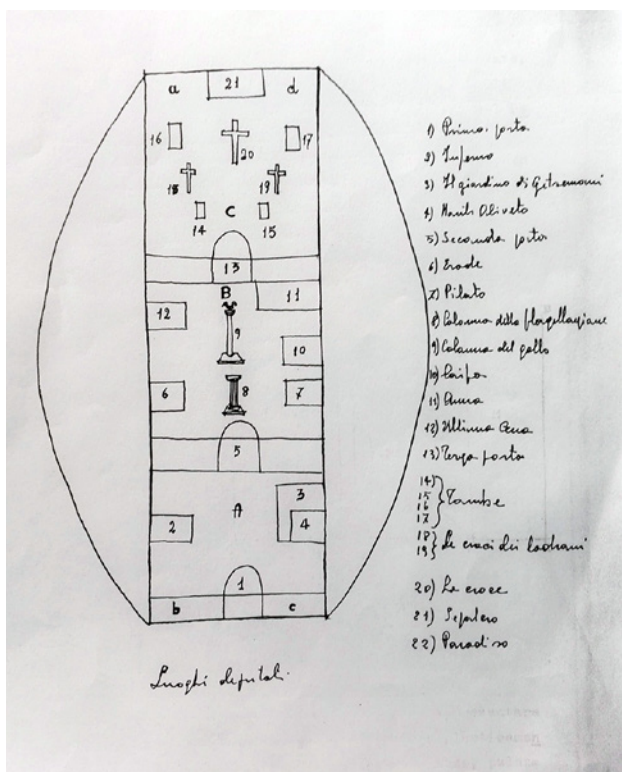 a 21 d
16 20 17
18 19
14 C 15
13
B
12 11
9
10
6 8 7
5
A 3
2 4
1
b c
1) Prima porta
2) Inferno
3) Il giardino di Getsemani
4) Monte Oliveto
5) Seconda porta
6) Erode
7) Pilato
8) Colonna della flagellazione
9) Colonna del gallo
10) Caifa
11) Anna
12) Ultima Cena
13) Terza porta
14)
15
16 } Tombe
17
18
19 } Le croci dei ladroni
20) La croce
21) Sepolcro
22) Paradiso
Luoghi deputati.